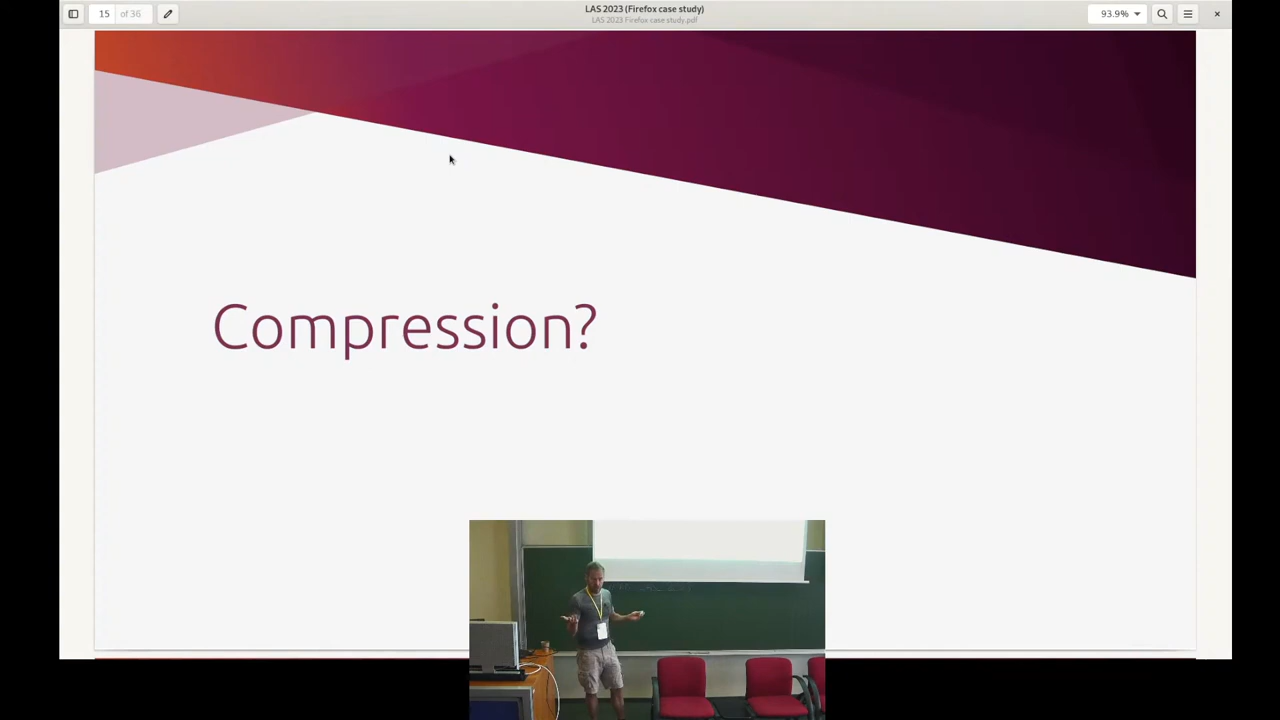 LAS 2023 (Firefox case study)
LAS 2023 Firefox case study.pdf
15 of 36
93.9%
Compression?